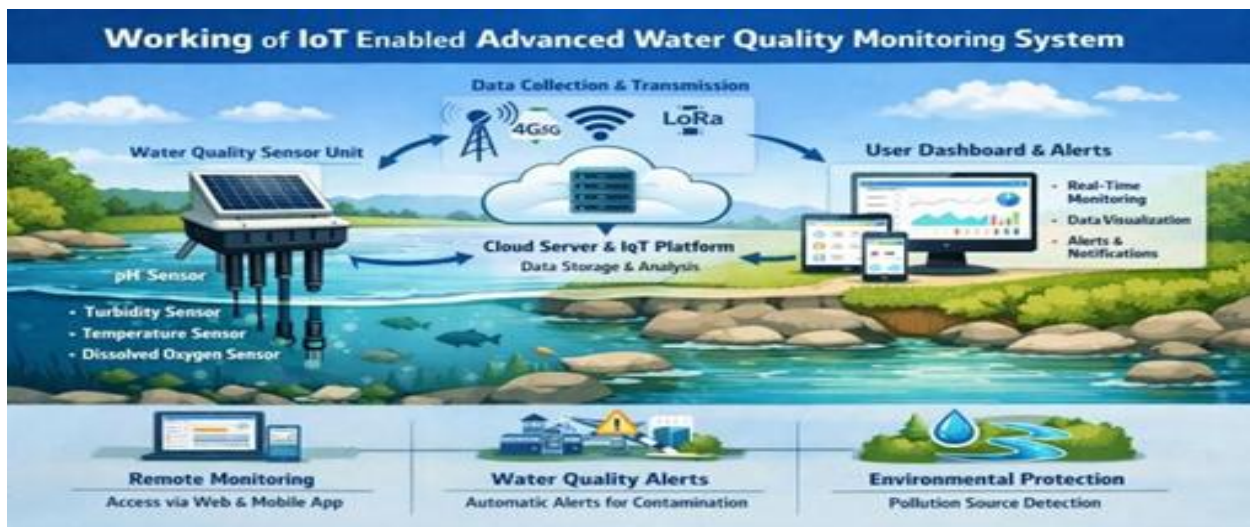 Working of IoT Enabled Advanced Water Quality Monitoring System
Data Collection & Transmission
4G5G
LoRa
Water Quality Sensor Unit
User Dashboard & Alerts
• Real-Time
Monitoring
• Data Visualization
• Alerts &
Notifications
Cloud Server & IqT Platform
Data Storage & Analysis
pH Sensor
• Turbidity Sensor
• Temperature Sensor
• Dissolved Oxygen Sensor
Remote Monitoring
Access via Web & Mobile App
Water Quality Alerts
Automatic Alerts for Contamination
Environmental Protection
Pollution Source Detection